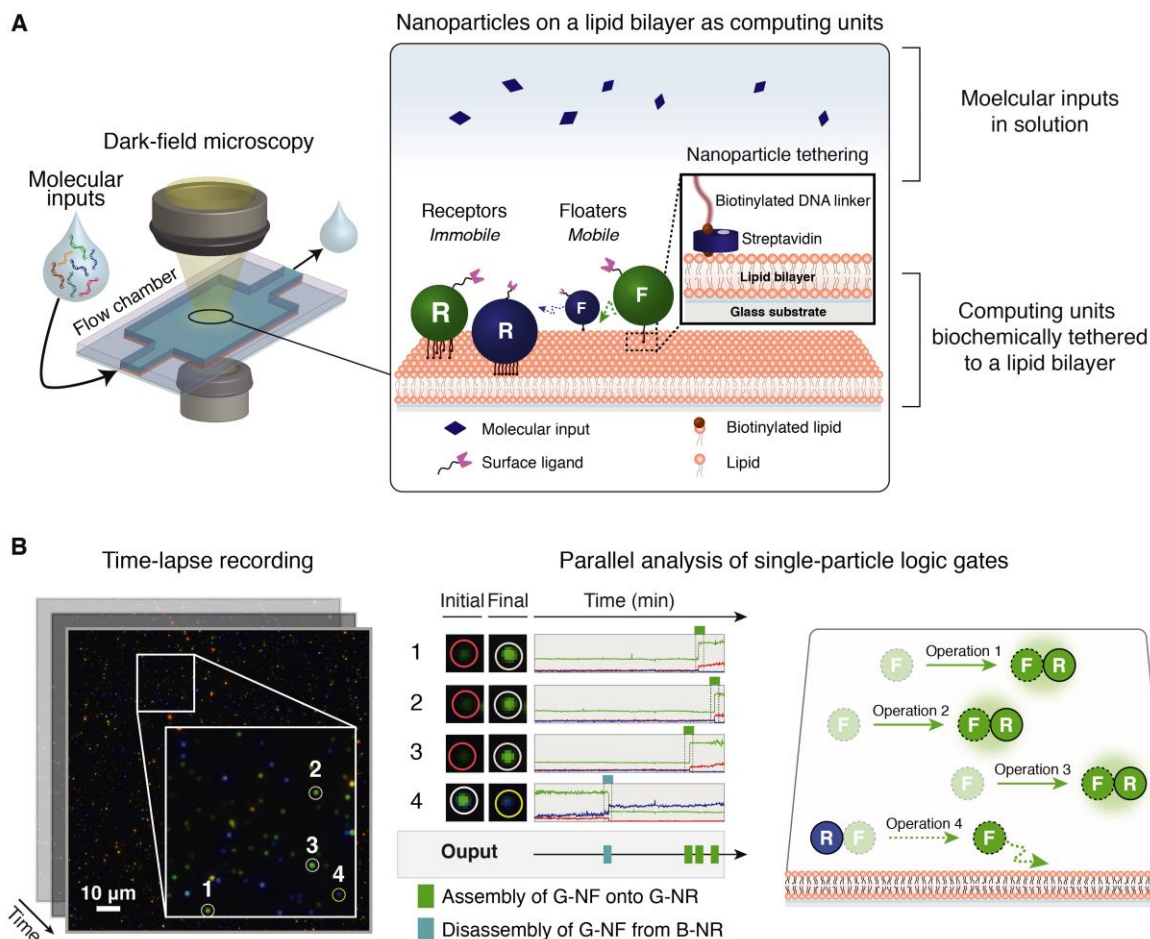 A
Nanoparticles on a lipid bilayer as computing units
Dark-field microscopy
Molecular
inputs
Flow chamber
Receptors
Immobile
Floaters
Mobile
R
R
F
F
Nanoparticle tethering
Biotinylated DNA linker
Streptavidin
Lipid bilayer
Glass substrate
Molecular input
Surface ligand
Biotinylated lipid
Lipid
Moelcular inputs
in solution
Computing units
biochemically tethered
to a lipid bilayer
B
Time-lapse recording
10 µm
Time
1
2
3
4
Parallel analysis of single-particle logic gates
Initial Final Time (min)
1
2
3
4
Ouput
Assembly of G-NF onto G-NR
Disassembly of G-NF from B-NR
F Operation 1 F R
F Operation 2 F R
F Operation 3 F R
R F Operation 4 F